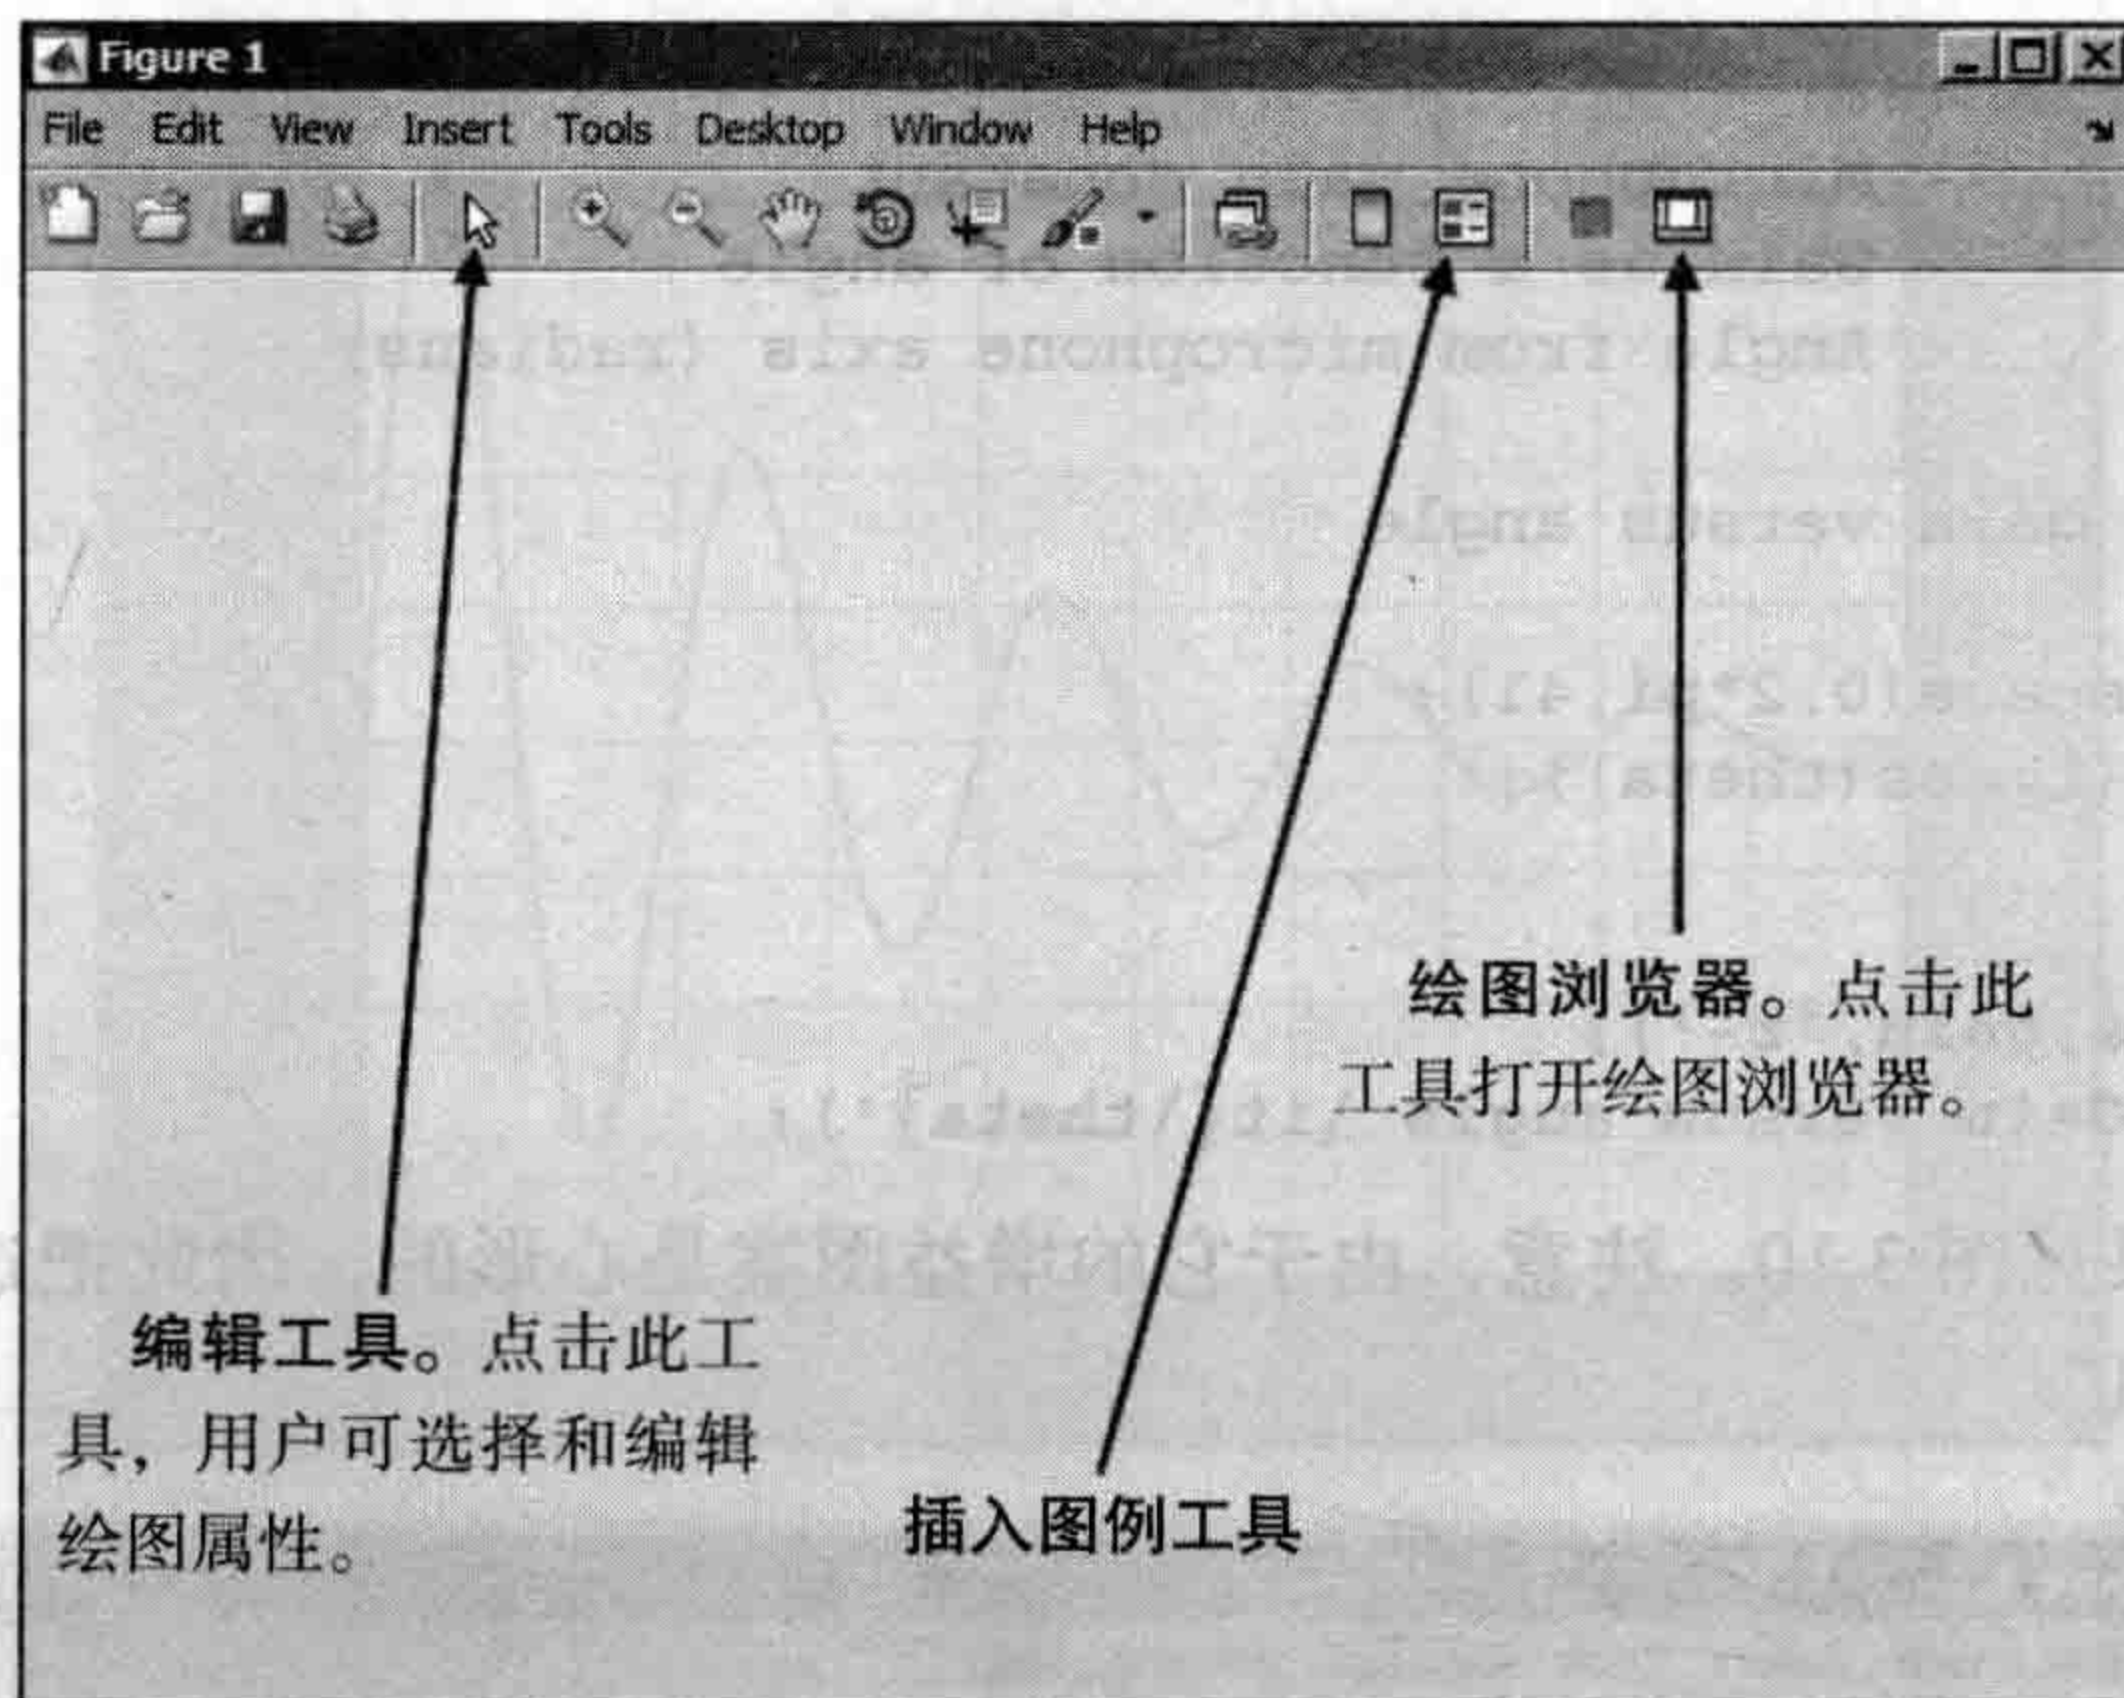 Figure 1
File Edit View Insert Tools Desktop Window Help
绘图浏览器。点击此
工具打开绘图浏览器。
编辑工具。点击此工
具，用户可选择和编辑
绘图属性。
插入图例工具